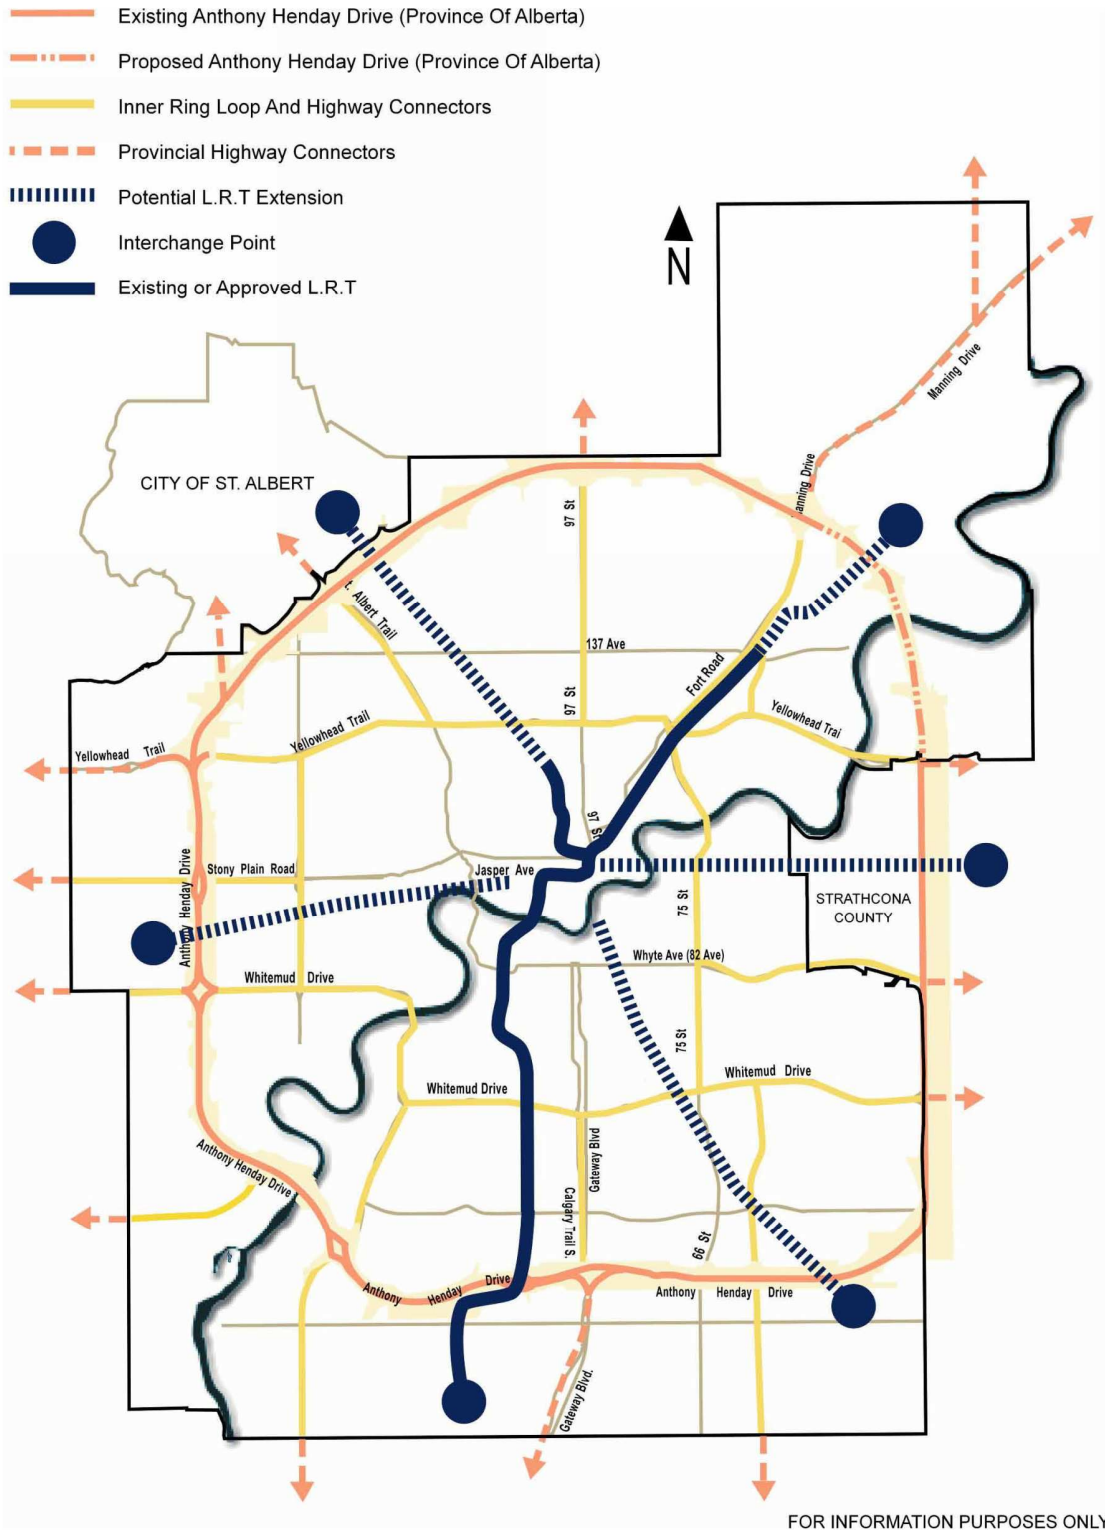 Existing Anthony Henday Drive (Province Of Alberta)
Proposed Anthony Henday Drive (Province Of Alberta)
Inner Ring Loop And Highway Connectors
Provincial Highway Connectors
Potential L.R.T Extension
Interchange Point
Existing or Approved L.R.T
N
Manning Drive
anning Drive
CITY OF ST. ALBERT
97 St
t. Albert Trail
137 Ave
Fort Road
97 St
Yellowhead Trail
Yellowhead Trai
Yellowhead Trail
97 St
Anthony Henday Drive
Stony Plain Road
Jasper Ave
75 St
STRATHCONA
COUNTY
Whyte Ave (82 Ave)
Whitemud Drive
75 St
Whitemud Drive
Whitemud Drive
Anthony Henday Drive
Gateway Blvd
Calgary Trail S.
66 St
Anthony Henday Drive
Anthony Henday Drive
Gateway Blvd.
FOR INFORMATION PURPOSES ONLY